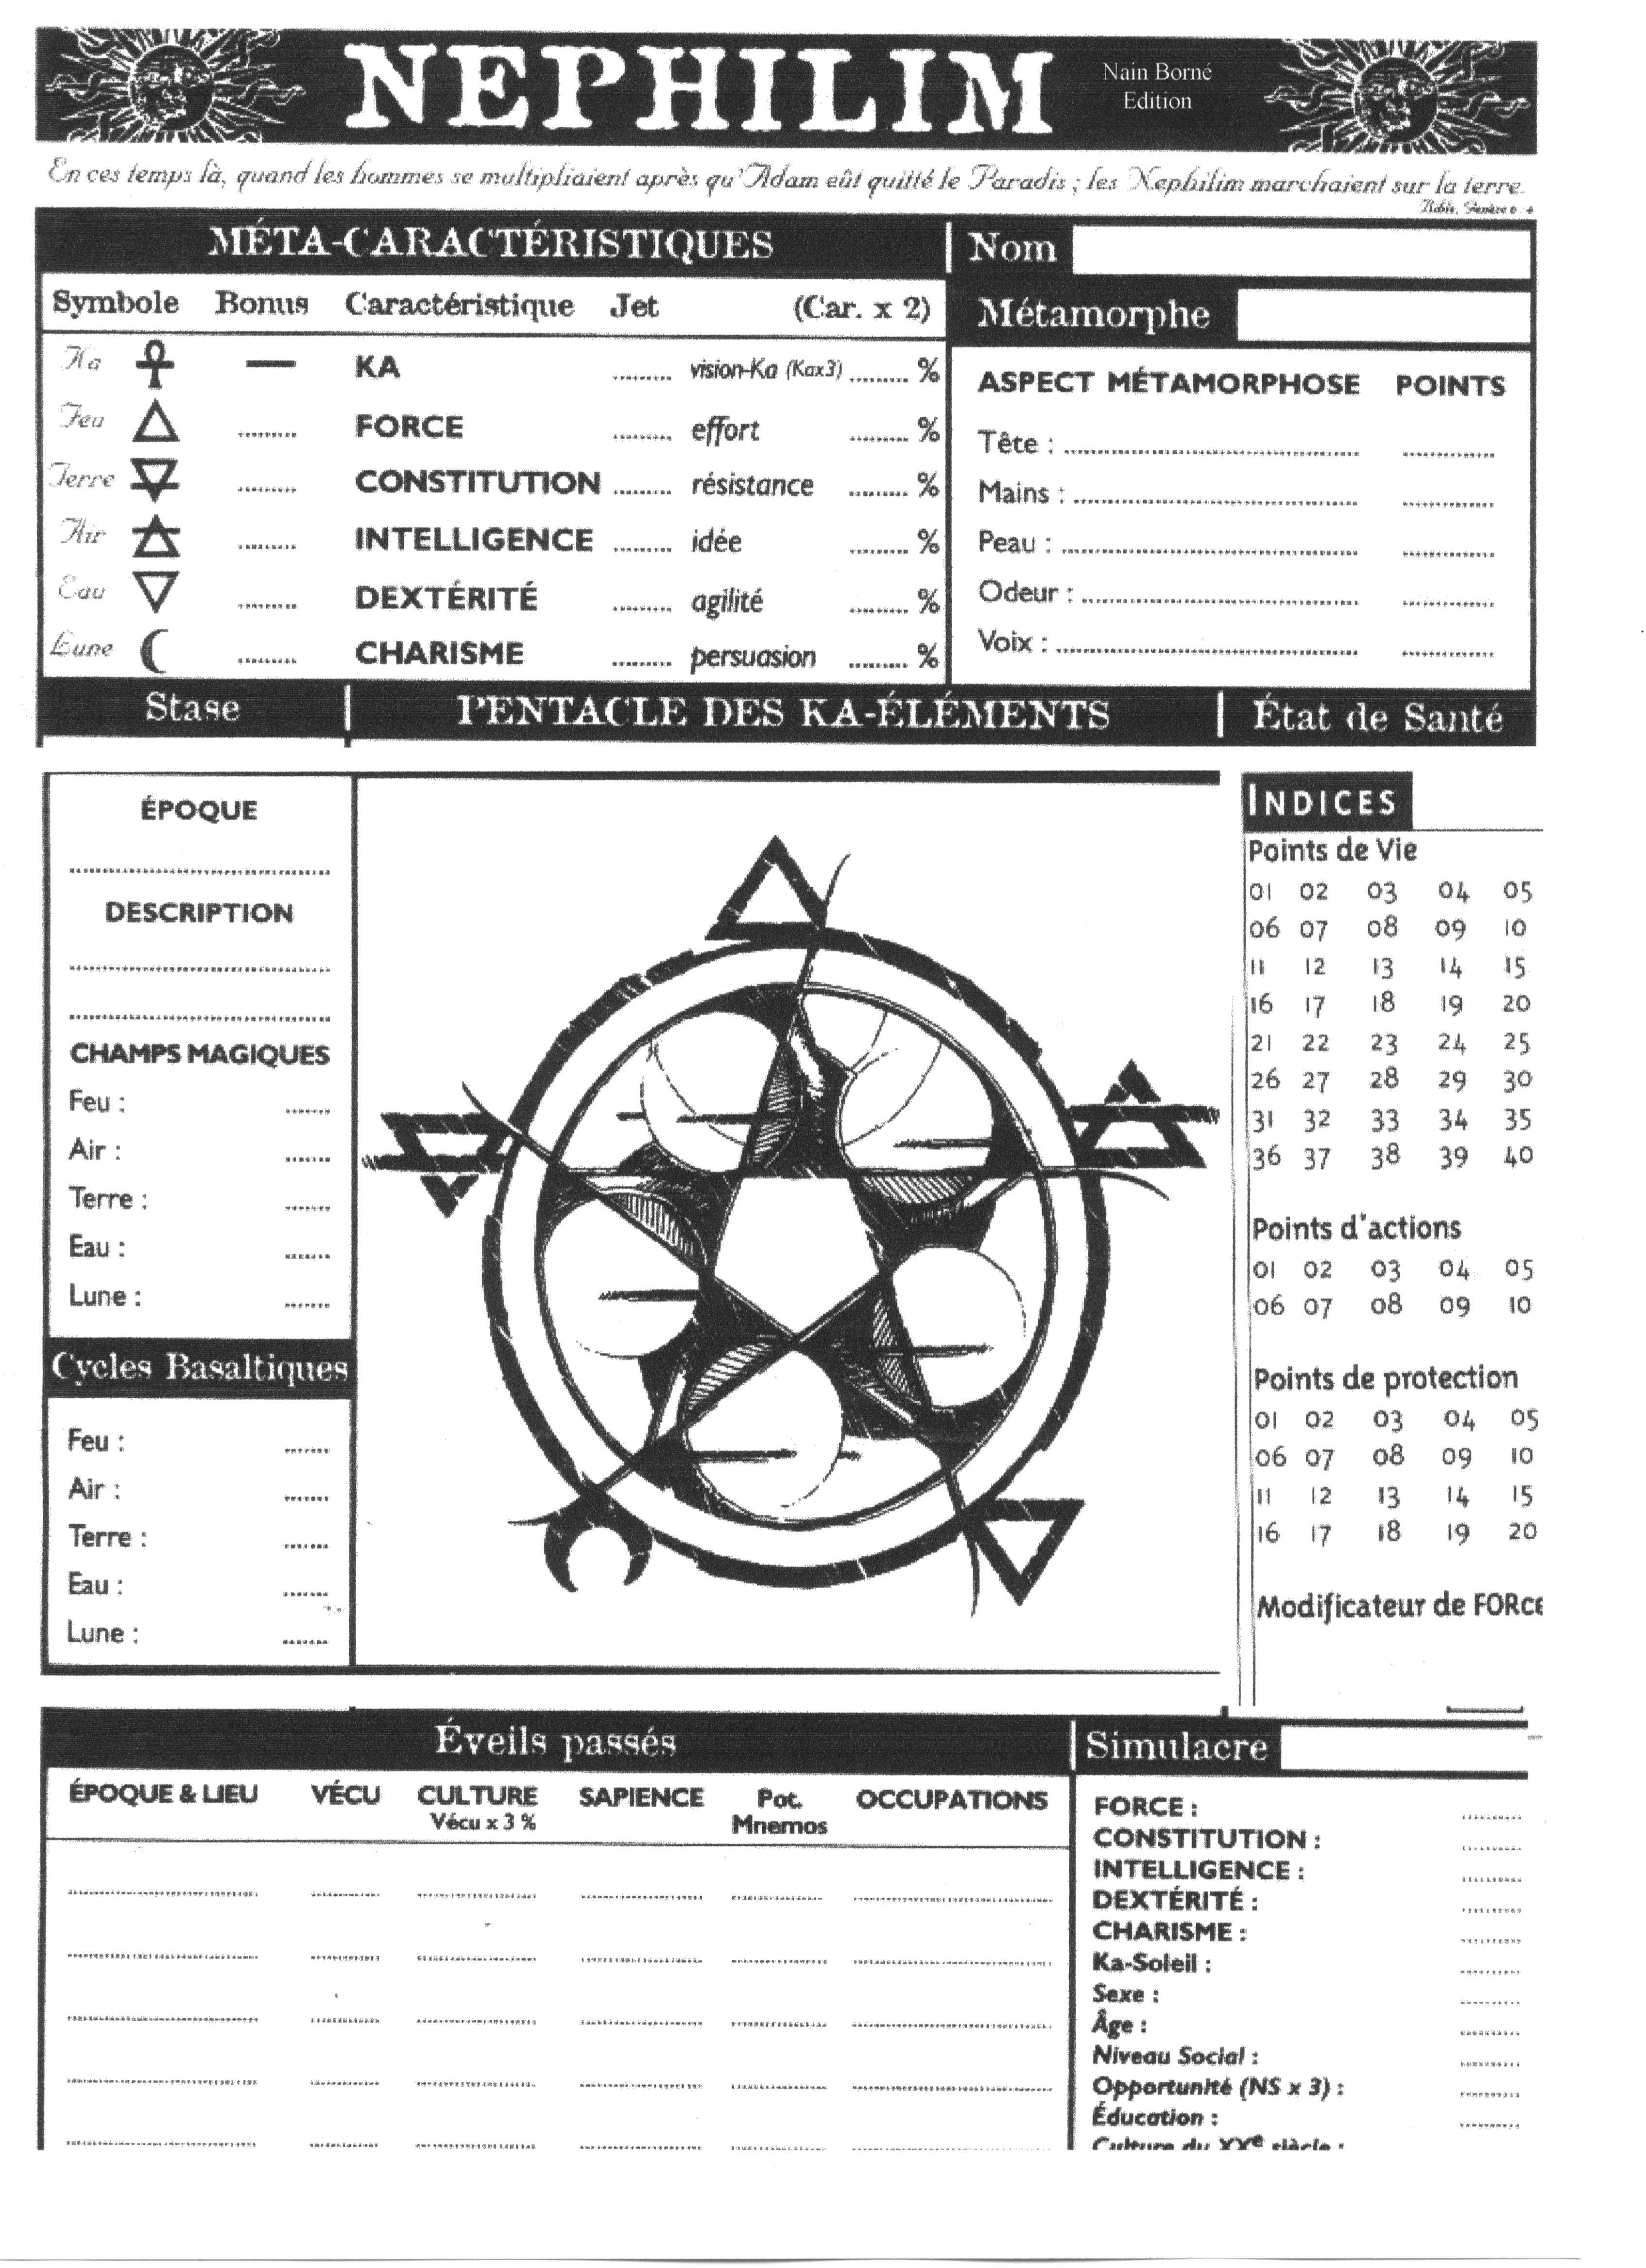 NEPHILIM
Nain Borné
Edition
En ces temps là, quand les hommes se multipliaient après qu'Adam eût quitté le Paradis ; les Nephilim marchaient sur la terre.
Bible, Genèse 6 4
MÉTA-CARACTÉRISTIQUES
Symbole Bonus Caractéristique Jet (Car. x 2)
Ka — KA ......... vision-Ka (Kax3) ......... %
Feu ......... FORCE ......... effort ......... %
Terre ......... CONSTITUTION ......... résistance ......... %
Air ......... INTELLIGENCE ......... idée ......... %
Eau ......... DEXTÉRITÉ ......... agilité ......... %
Lune ......... CHARISME ......... persuasion ......... %
Nom
Métamorphe
ASPECT MÉTAMORPHOSE POINTS
Tête :
Mains :
Peau :
Odeur :
Voix :
Stase
PENTACLE DES KA-ÉLÉMENTS
État de Santé
ÉPOQUE
DESCRIPTION
CHAMPS MAGIQUES
Feu :
Air :
Terre :
Eau :
Lune :
Cycles Basaltiques
Feu :
Air :
Terre :
Eau :
Lune :
INDICES
Points de Vie
01 02 03 04 05
06 07 08 09 10
11 12 13 14 15
16 17 18 19 20
21 22 23 24 25
26 27 28 29 30
31 32 33 34 35
36 37 38 39 40
Points d'actions
01 02 03 04 05
06 07 08 09 10
Points de protection
01 02 03 04 05
06 07 08 09 10
11 12 13 14 15
16 17 18 19 20
Modificateur de FORce
Éveils passés
ÉPOQUE & LIEU VÉCU CULTURE SAPIENCE Pot. OCCUPATIONS
Vécu x 3 % Mnemos
Simulacre
FORCE :
CONSTITUTION :
INTELLIGENCE :
DEXTÉRITÉ :
CHARISME :
Ka-Soleil :
Sexe :
Âge :
Niveau Social :
Opportunité (NS x 3) :
Éducation :
Culture du XXe siècle :